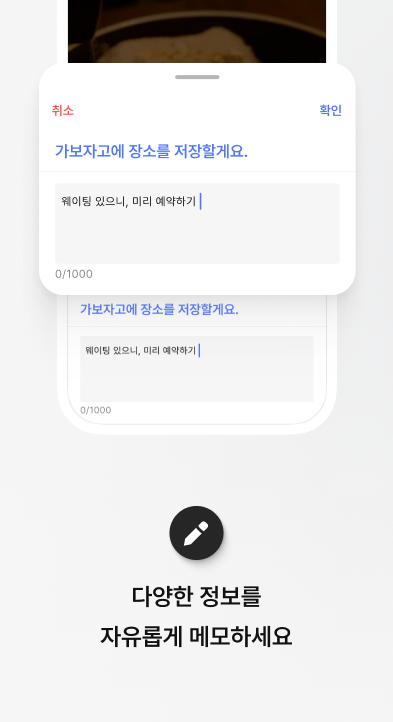 취소
확인
가보자고에 장소를 저장할게요.
웨이팅 있으니, 미리 예약하기
0/1000
가보자고에 장소를 저장할게요.
웨이팅 있으니, 미리 예약하기
0/1000
다양한 정보를
자유롭게 메모하세요